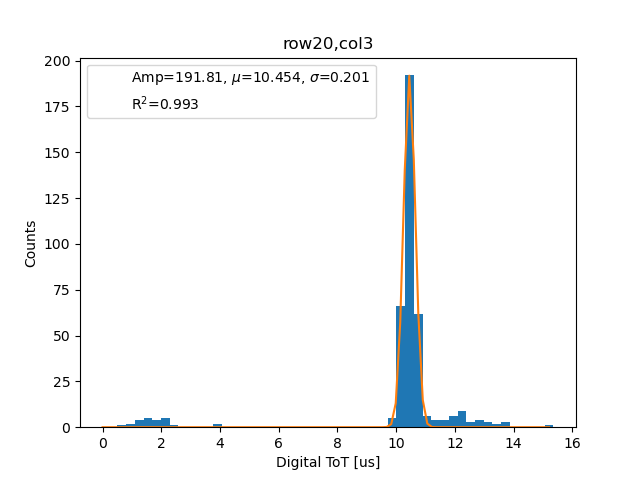 row20,col3
Amp=191.81, μ=10.454, σ=0.201
R²=0.993
200
175
150
125
100
75
50
25
0
Counts
0 2 4 6 8 10 12 14 16
Digital ToT [us]